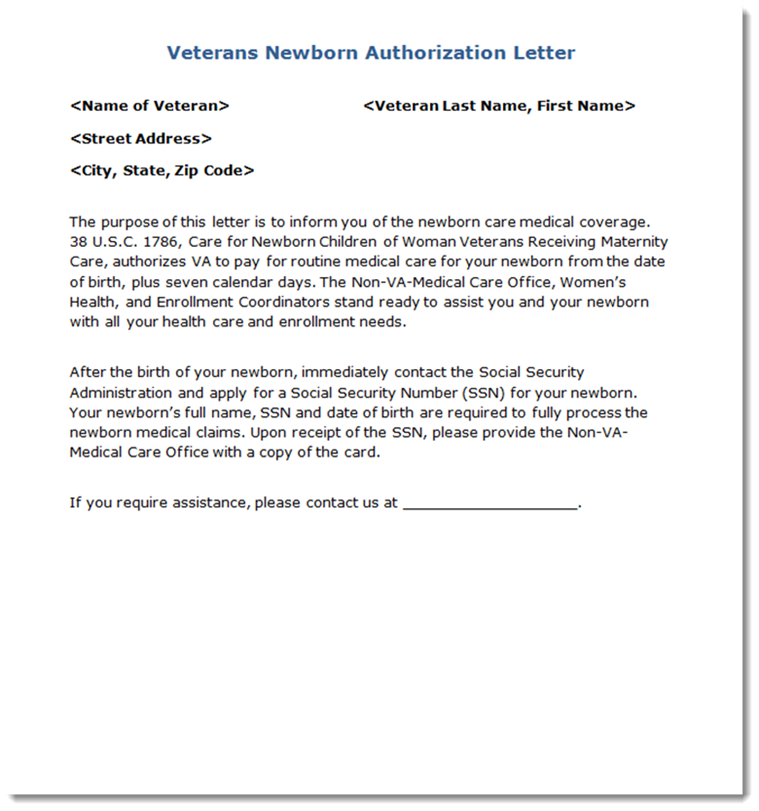 Veterans Newborn Authorization Letter
<Name of Veteran> <Veteran Last Name, First Name>
<Street Address>
<City, State, Zip Code>
The purpose of this letter is to inform you of the newborn care medical coverage.
38 U.S.C. 1786, Care for Newborn Children of Woman Veterans Receiving Maternity
Care, authorizes VA to pay for routine medical care for your newborn from the date
of birth, plus seven calendar days. The Non-VA-Medical Care Office, Women’s
Health, and Enrollment Coordinators stand ready to assist you and your newborn
with all your health care and enrollment needs.
After the birth of your newborn, immediately contact the Social Security
Administration and apply for a Social Security Number (SSN) for your newborn.
Your newborn’s full name, SSN and date of birth are required to fully process the
newborn medical claims. Upon receipt of the SSN, please provide the Non-VA-
Medical Care Office with a copy of the card.
If you require assistance, please contact us at ______________________.